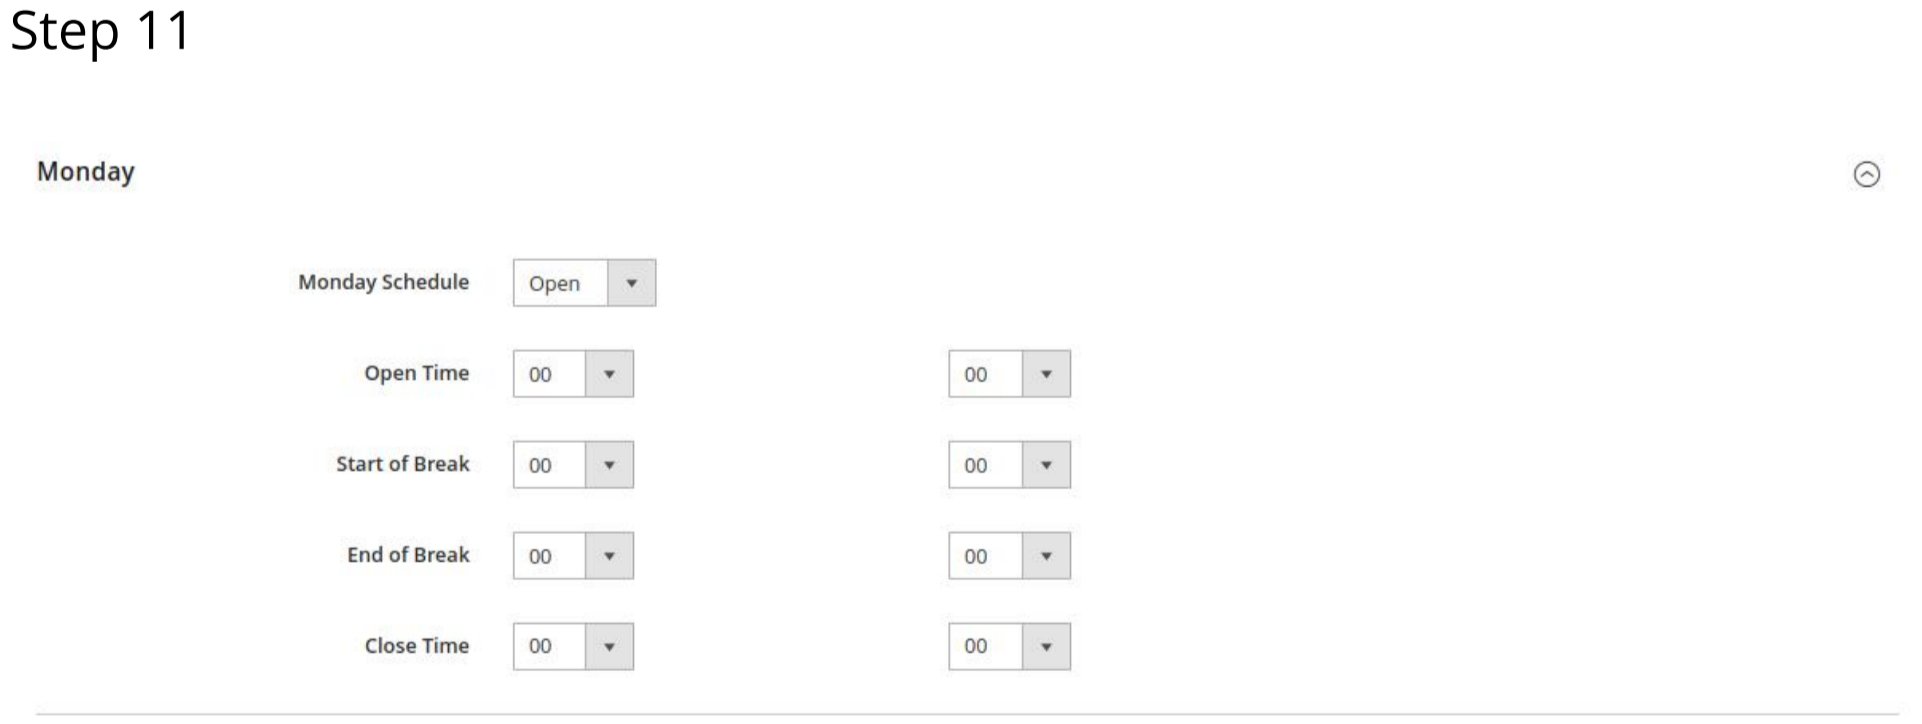 Step 11
Monday
Monday Schedule Open
Open Time 00 00
Start of Break 00 00
End of Break 00 00
Close Time 00 00